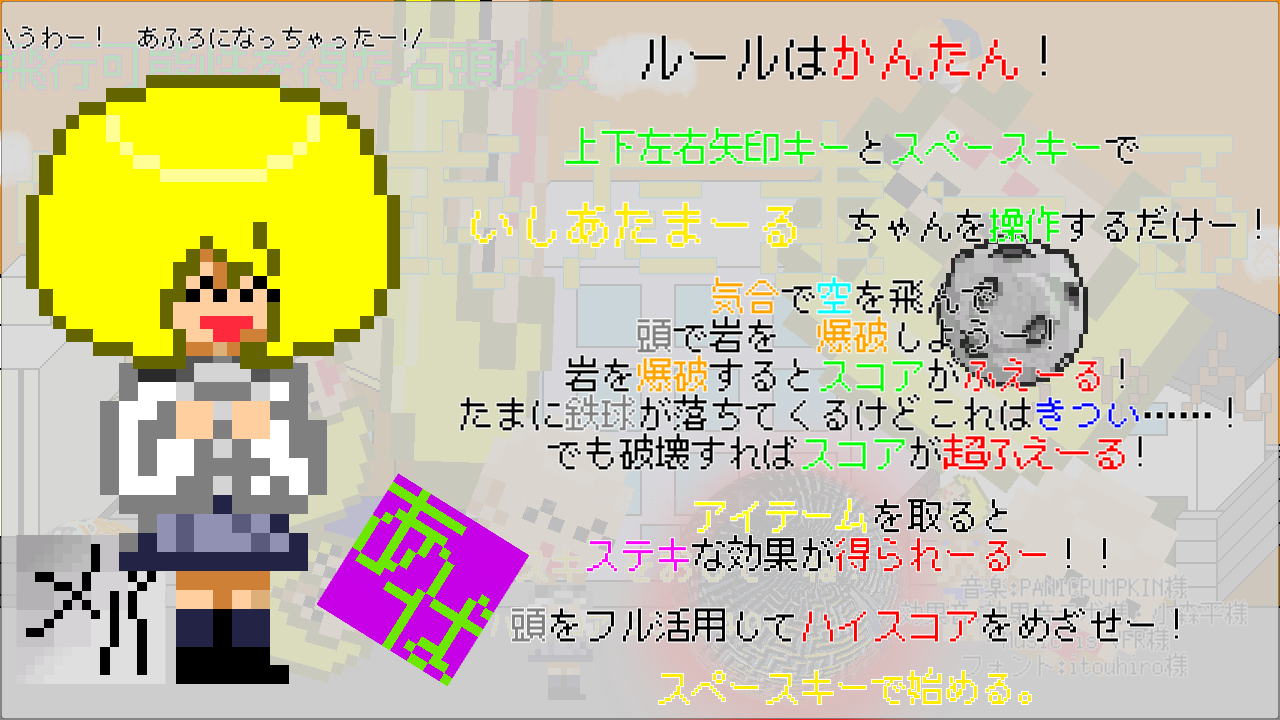 \うわー！　あふろになっちゃったー!/
飛行可能性を得た石頭少女
ルールはかんたん！
上下左右矢印キーとスペースキーで
いしあたまーる　ちゃんを操作するだけー！
気合で空を飛んで
頭で岩を　爆破しよう―！
岩を爆破するとスコアがふえーる！
たまに鉄球が落ちてくるけどこれはきつい……！
でも破壊すればスコアが超ふえーる！
アイテームを取ると
ステキな効果が得られーるー！！
あば
音楽:PANICPUMPKIN様
頭をフル活用してハイスコアをめざせー！
フォント:itouhiro様
スペースキーで始める。